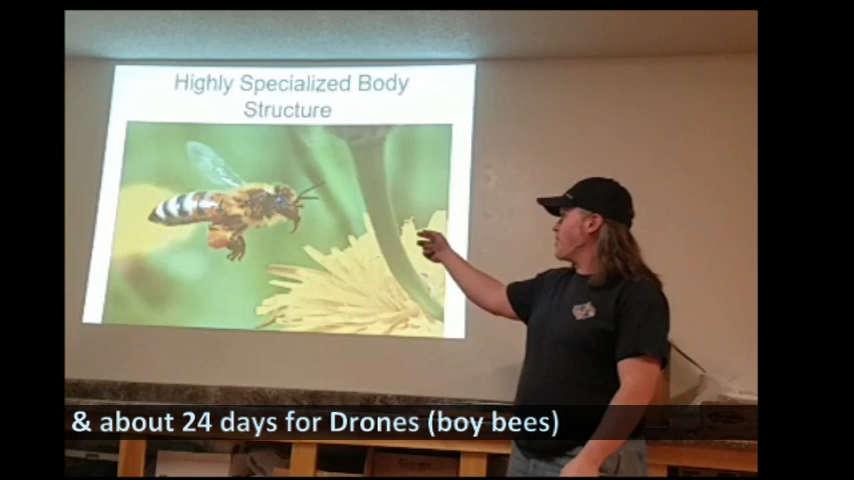 Highly Specialized Body
Structure
& about 24 days for Drones (boy bees)